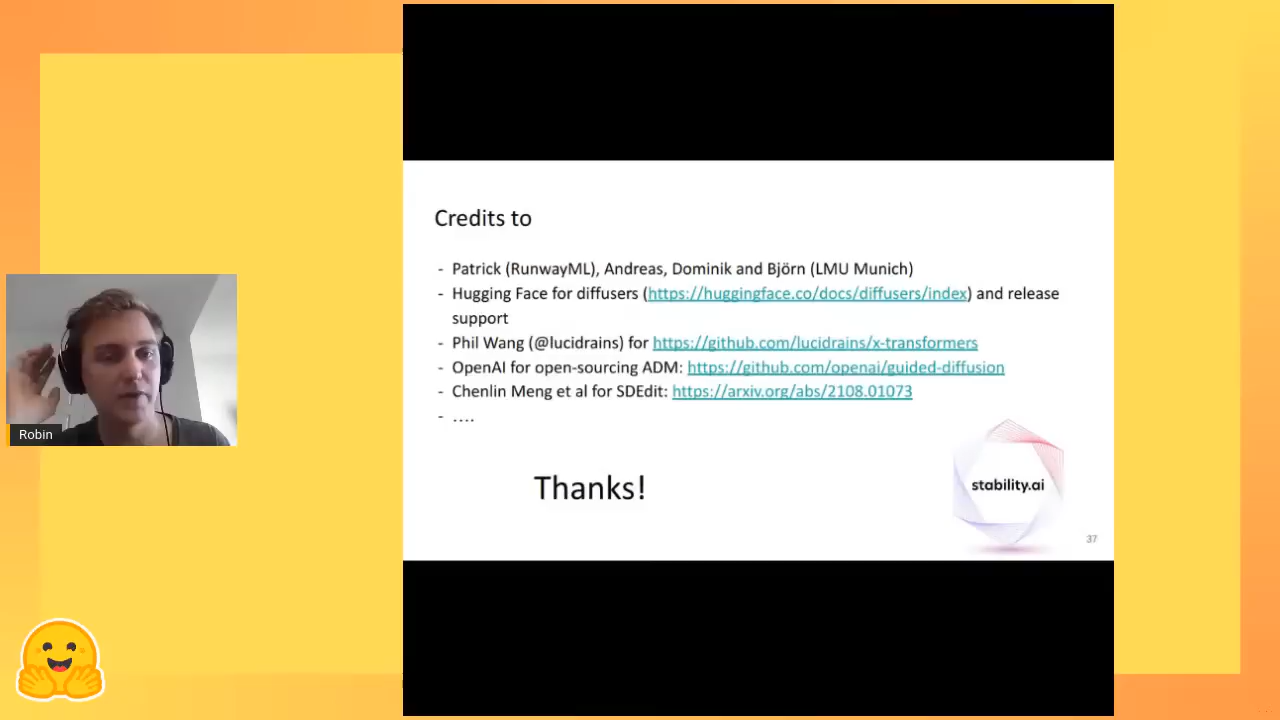 Credits to
- Patrick (RunwayML), Andreas, Dominik and Björn (LMU Munich)
- Hugging Face for diffusers (https://huggingface.co/docs/diffusers/index) and release
support
- Phil Wang (@lucidrains) for https://github.com/lucidrains/x-transformers
- OpenAI for open-sourcing ADM: https://github.com/openai/guided-diffusion
- Chenlin Meng et al for SDEdit: https://arxiv.org/abs/2108.01073
- ....
Robin
Thanks!
stability.ai
37